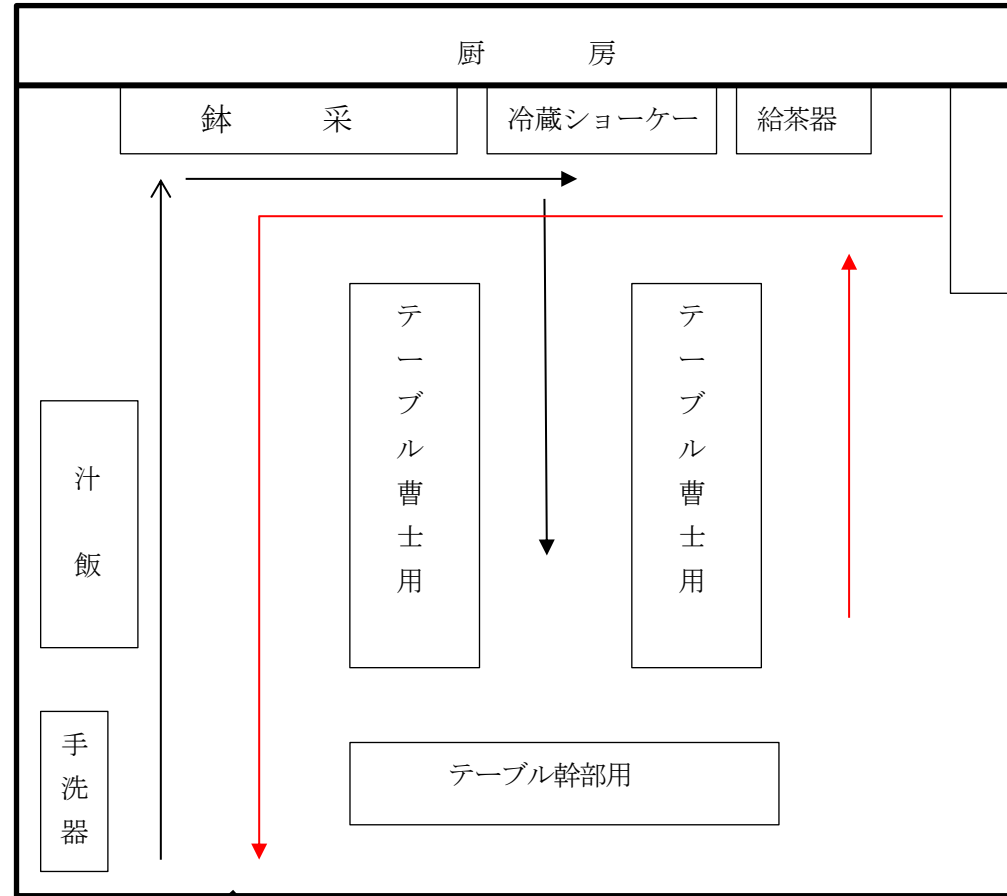 厨房
鉢采
冷蔵ショーケー
給茶器
テーブル曹士用
テーブル曹士用
汁飯
手洗器
テーブル幹部用